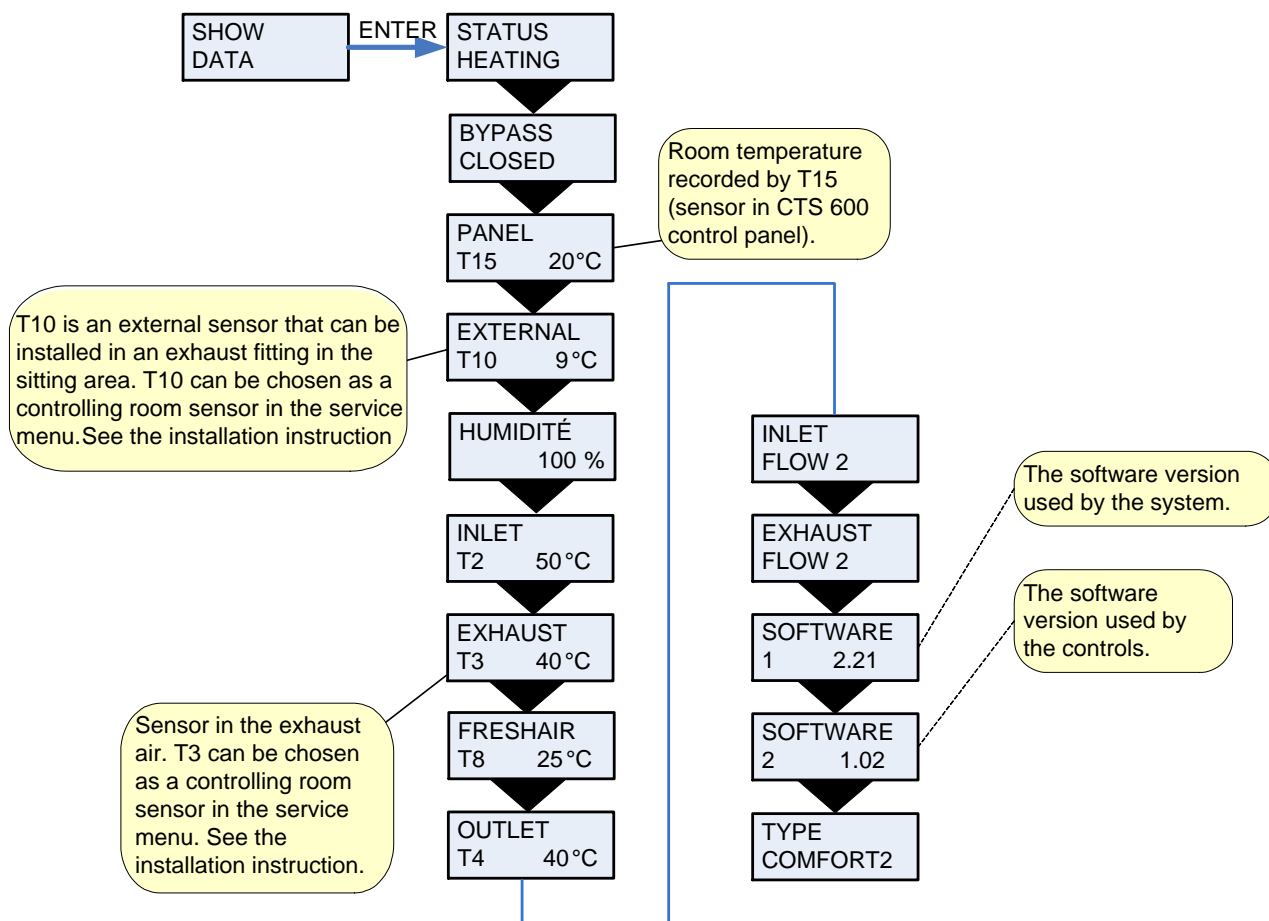 SHOW
DATA
ENTER
STATUS
HEATING
BYPASS
CLOSED
Room temperature
recorded by T15
(sensor in CTS 600
control panel).
PANEL
T15 20°C
T10 is an external sensor that can be
installed in an exhaust fitting in the
sitting area. T10 can be chosen as a
controlling room sensor in the service
menu.See the installation instruction
EXTERNAL
T10 9°C
HUMIDITÉ
100 %
INLET
T2 50°C
EXHAUST
T3 40°C
Sensor in the exhaust
air. T3 can be chosen
as a controlling room
sensor in the service
menu. See the
installation instruction.
FRESHAIR
T8 25°C
OUTLET
T4 40°C
INLET
FLOW 2
EXHAUST
FLOW 2
The software version
used by the system.
SOFTWARE
1 2.21
The software
version used by
the controls.
SOFTWARE
2 1.02
TYPE
COMFORT2